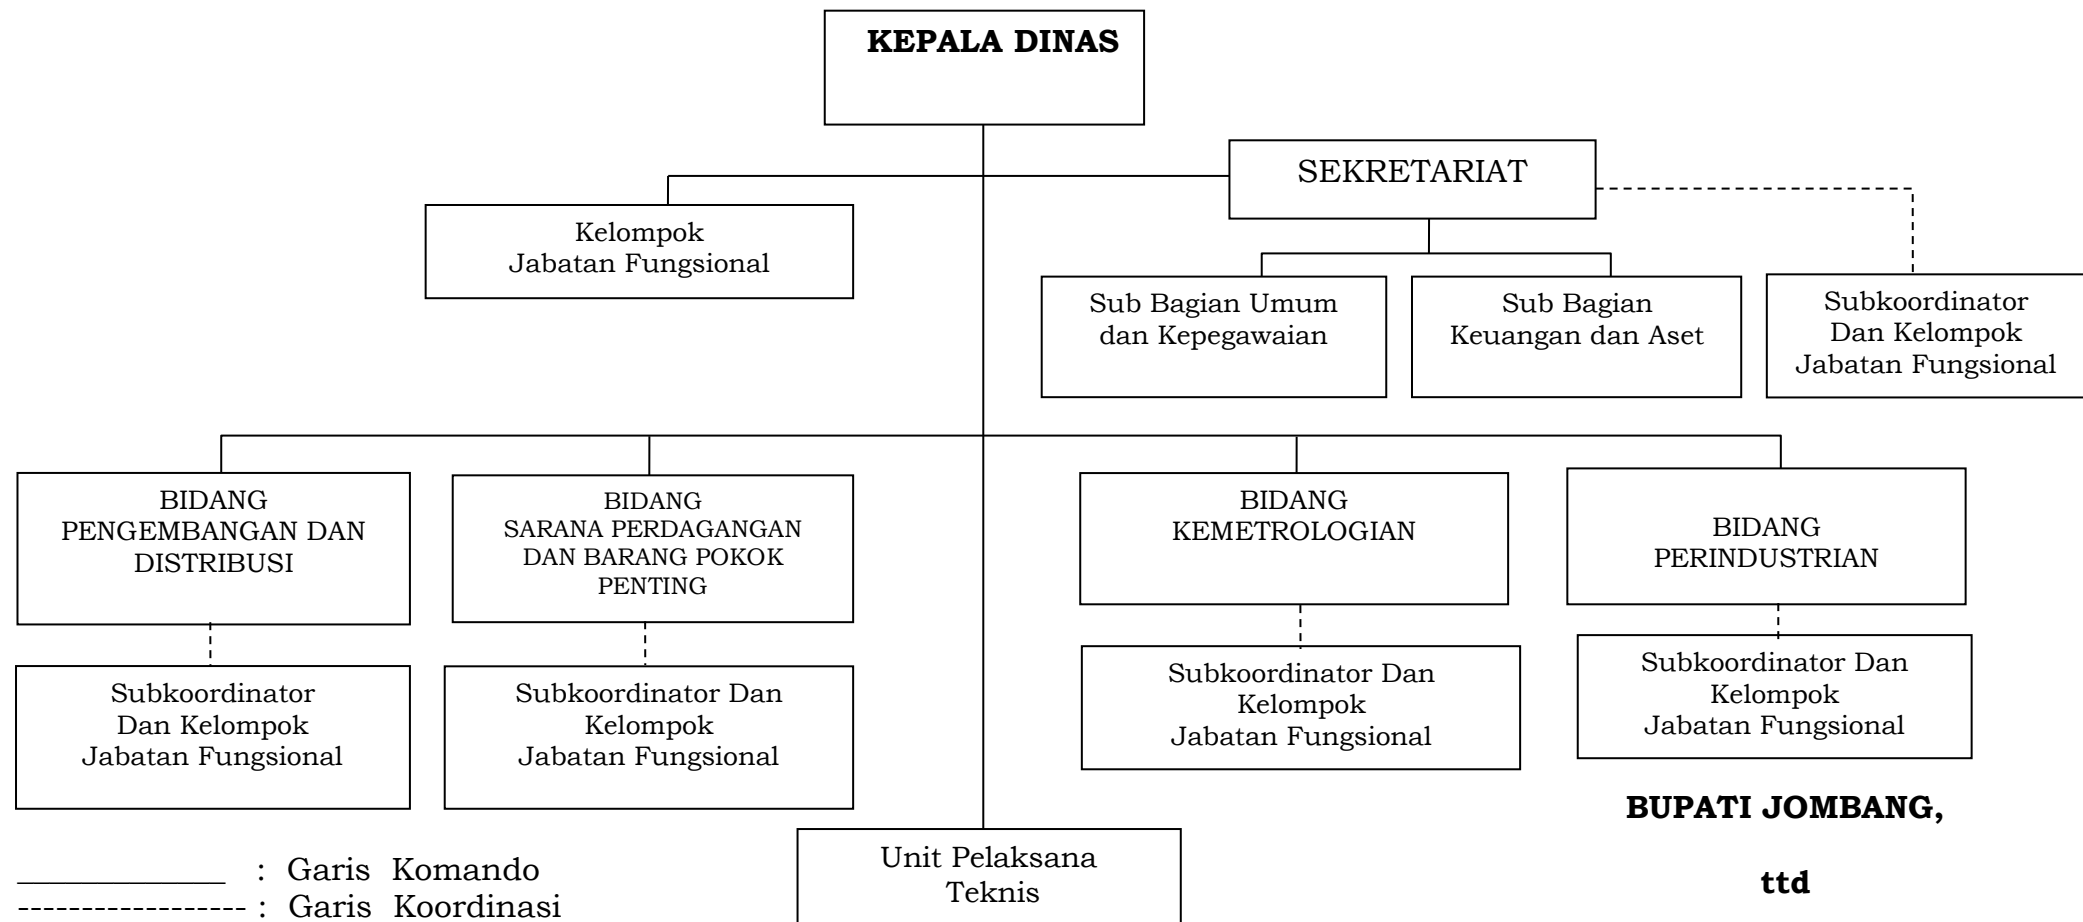 KEPALA DINAS
SEKRETARIAT
Kelompok
Jabatan Fungsional
Sub Bagian Umum
dan Kepegawaian
Sub Bagian
Keuangan dan Aset
Subkoordinator
Dan Kelompok
Jabatan Fungsional
BIDANG
PENGEMBANGAN DAN
DISTRIBUSI
BIDANG
SARANA PERDAGANGAN
DAN BARANG POKOK
PENTING
BIDANG
KEMETROLOGIAN
BIDANG
PERINDUSTRIAN
Subkoordinator
Dan Kelompok
Jabatan Fungsional
Subkoordinator Dan
Kelompok
Jabatan Fungsional
Subkoordinator Dan
Kelompok
Jabatan Fungsional
Subkoordinator Dan
Kelompok
Jabatan Fungsional
BUPATI JOMBANG,
ttd
Unit Pelaksana
Teknis
_____________ : Garis Komando
------------------ : Garis Koordinasi